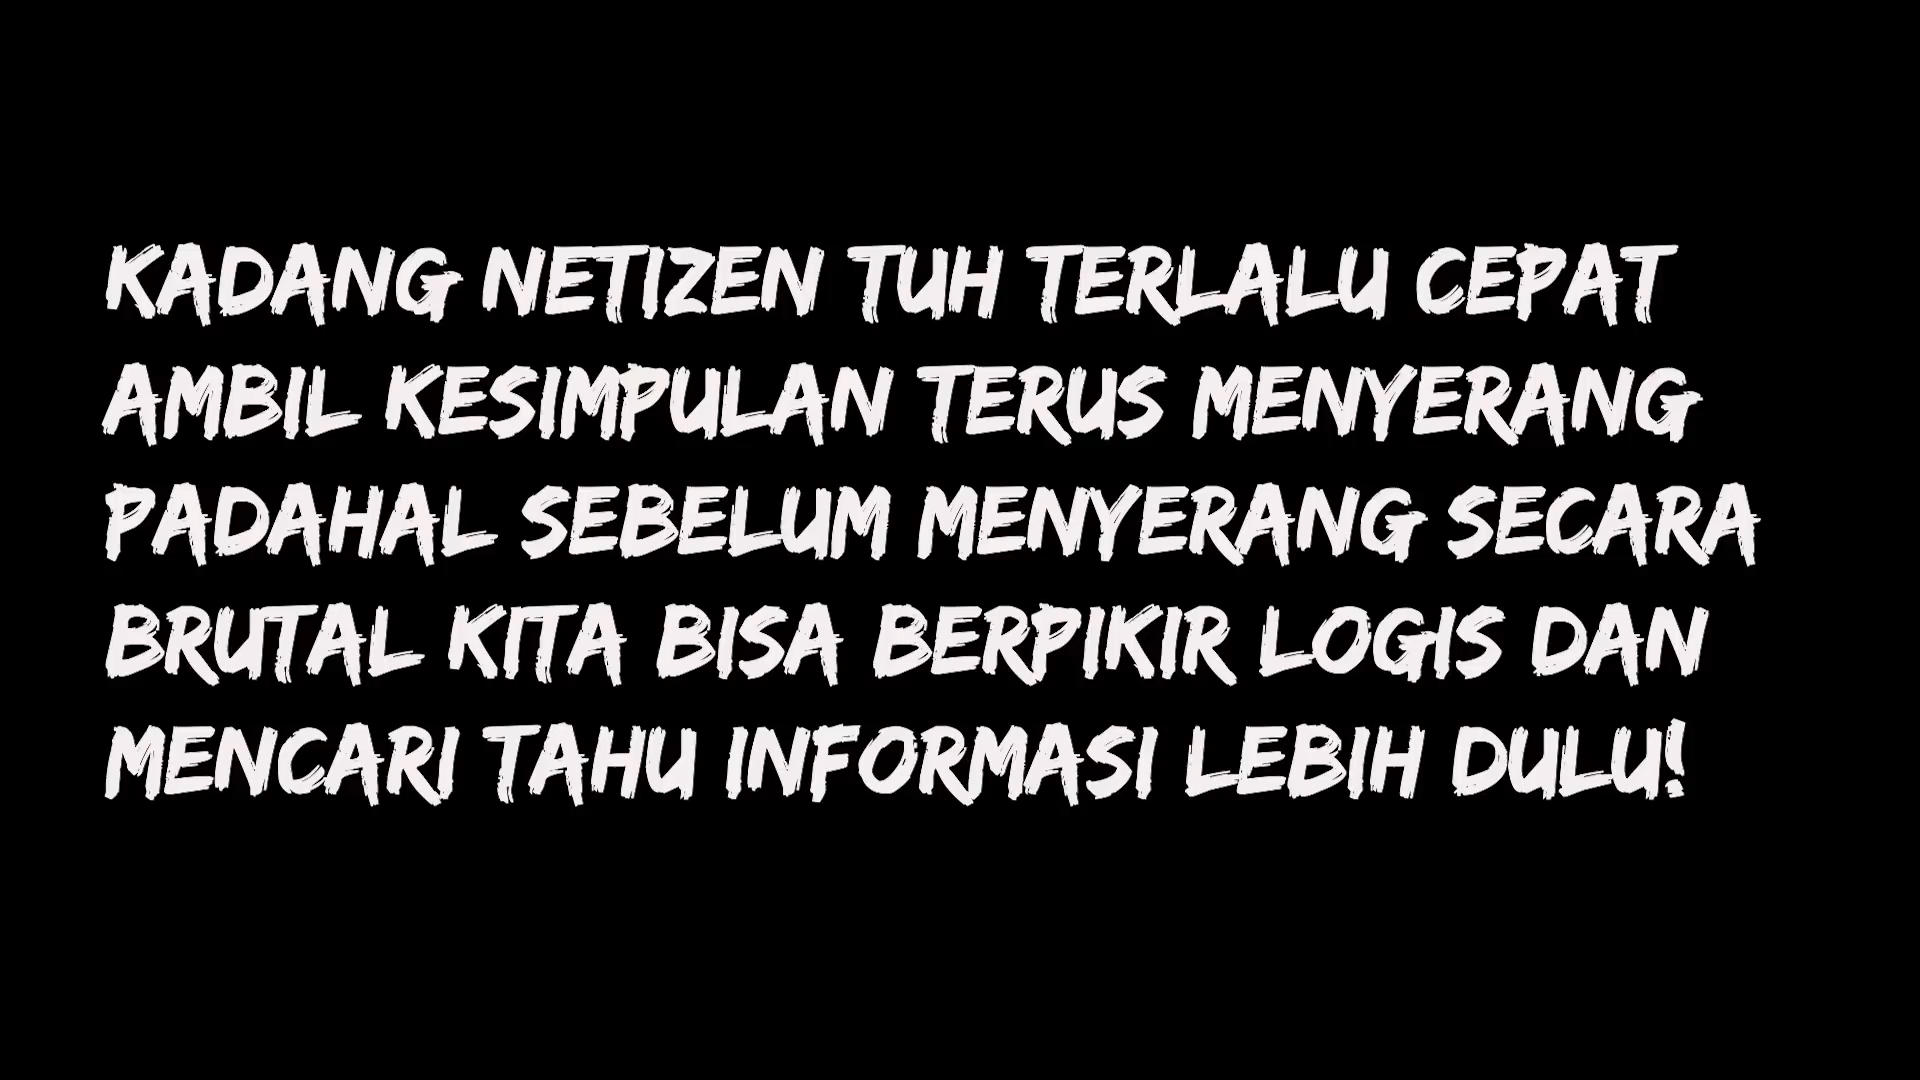 KADANG NETIZEN TUH TERLALU CEPAT
AMBIL KESIMPULAN TERUS MENYERANG
PADAHAL SEBELUM MENYERANG SECARA
BRUTAL KITA BISA BERPIKIR LOGIS DAN
MENCARI TAHU INFORMASI LEBIH DULU!